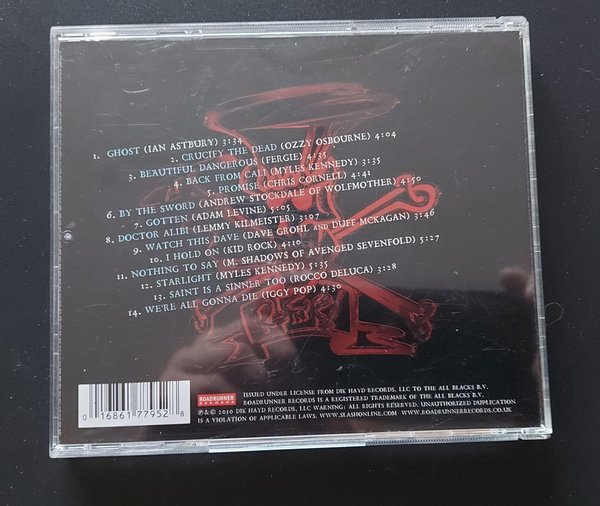 1. GHOST (IAN ASTBURY) 3:34
2. CRUCIFY THE DEAD (OZZY OSBOURNE) 4:04
3. BEAUTIFUL DANGEROUS (FERGIE) 4:35
4. BACK FROM CALI (MYLES KENNEDY) 3:35
5. PROMISE (CHRIS CORNELL) 4:41
6. BY THE SWORD (ANDREW STOCKDALE OF WOLFMOTHER) 4:50
7. GOTTEN (ADAM LEVINE) 5:05
8. DOCTOR ALIBI (LEMMY KILMEISTER) 3:07
9. WATCH THIS DAVE (DAVE GROHL AND DUFF MCKAGAN) 3:46
10. I HOLD ON (KID ROCK) 4:10
11. NOTHING TO SAY (M. SHADOWS OF AVENGED SEVENFOLD) 5:27
12. STARLIGHT (MYLES KENNEDY) 5:35
13. SAINT IS A SINNER TOO (ROCCO DELUCA) 3:28
14. WE'RE ALL GONNA DIE (IGGY POP) 4:30
0 16861 77952 8
ROADRUNNER
RECORDS
ISSUED UNDER LICENSE FROM DIK HAYD RECORDS, LLC TO THE ALL BLACKS B.V.
ROADRUNNER RECORDS IS A REGISTERED TRADEMARK OF THE ALL BLACKS B.V.
℗&© 2010 DIK HAYD, LLC WARNING: ALL RIGHTS RESERVED. UNAUTHORIZED DUPLICATION
IS A VIOLATION OF APPLICABLE LAWS. WWW.SLASHONLINE.COM WWW.ROADRUNNERRECORDS.CO.UK